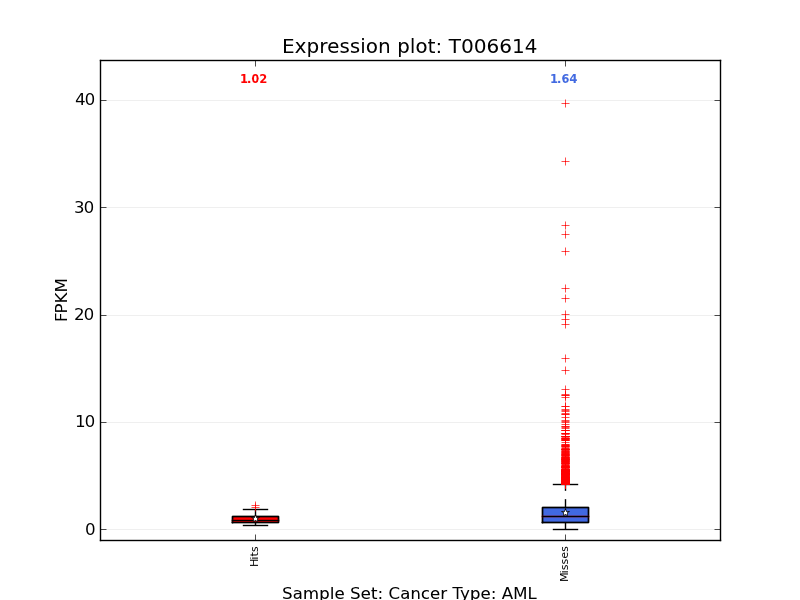 Expression plot: T006614
1.02
1.64
40
30
20
10
0
FPKM
Hits
Misses
Sample Set: Cancer Type: AML